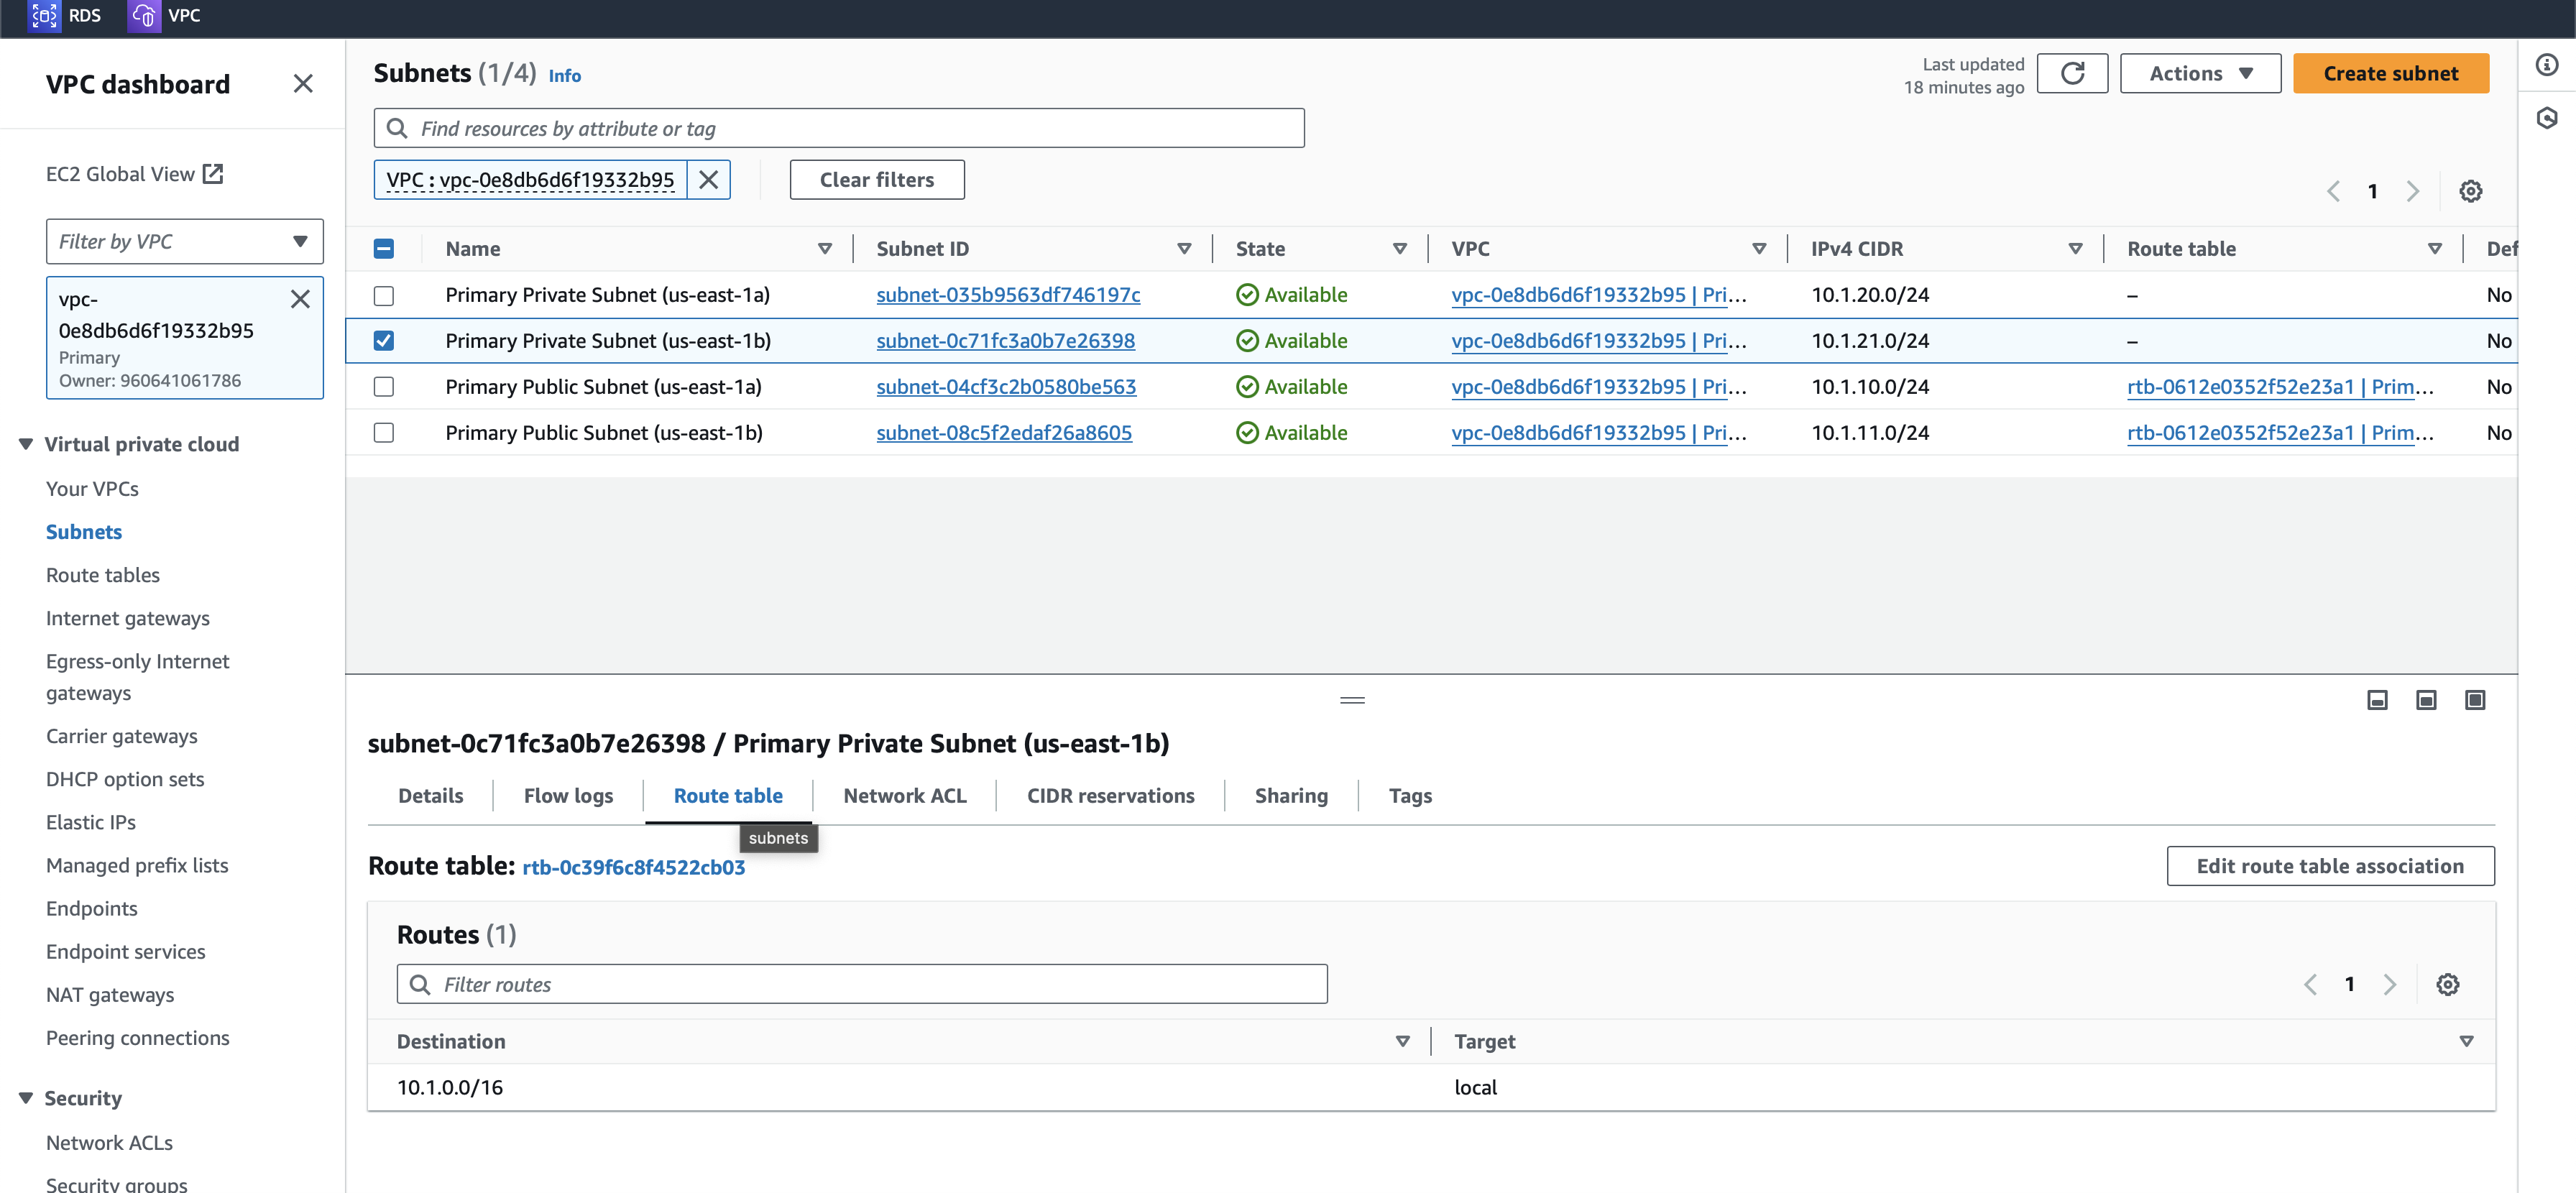 RDS
VPC
VPC dashboard
EC2 Global View
Filter by VPC
vpc-
0e8db6d6f19332b95
Primary
Owner: 960641061786
Virtual private cloud
Your VPCs
Subnets
Route tables
Internet gateways
Egress-only Internet
gateways
Carrier gateways
DHCP option sets
Elastic IPs
Managed prefix lists
Endpoints
Endpoint services
NAT gateways
Peering connections
Security
Network ACLs
Security groups
Subnets (1/4) Info
Last updated
18 minutes ago
Actions
Create subnet
Find resources by attribute or tag
VPC : vpc-0e8db6d6f19332b95
Clear filters
1
Name Subnet ID State VPC IPv4 CIDR Route table Def
Primary Private Subnet (us-east-1a) subnet-035b9563df746197c Available vpc-0e8db6d6f19332b95 | Pri... 10.1.20.0/24 – No
Primary Private Subnet (us-east-1b) subnet-0c71fc3a0b7e26398 Available vpc-0e8db6d6f19332b95 | Pri... 10.1.21.0/24 – No
Primary Public Subnet (us-east-1a) subnet-04cf3c2b0580be563 Available vpc-0e8db6d6f19332b95 | Pri... 10.1.10.0/24 rtb-0612e0352f52e23a1 | Prim... No
Primary Public Subnet (us-east-1b) subnet-08c5f2edaf26a8605 Available vpc-0e8db6d6f19332b95 | Pri... 10.1.11.0/24 rtb-0612e0352f52e23a1 | Prim... No
subnet-0c71fc3a0b7e26398 / Primary Private Subnet (us-east-1b)
Details Flow logs Route table Network ACL CIDR reservations Sharing Tags
subnets
Route table: rtb-0c39f6c8f4522cb03
Edit route table association
Routes (1)
Filter routes
1
Destination Target
10.1.0.0/16 local